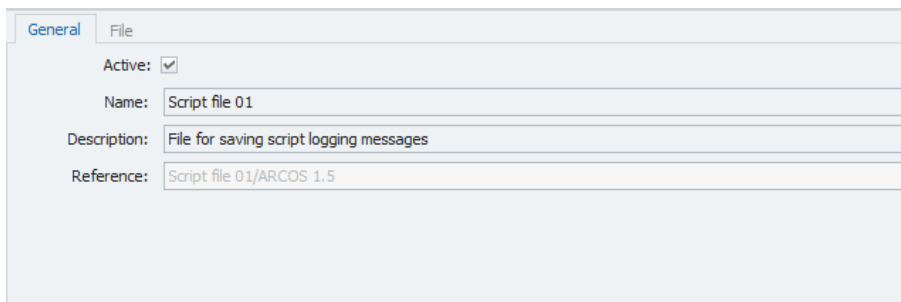 General File
Active:
Name: Script file 01
Description: File for saving script logging messages
Reference: Script file 01/ARCOS 1.5